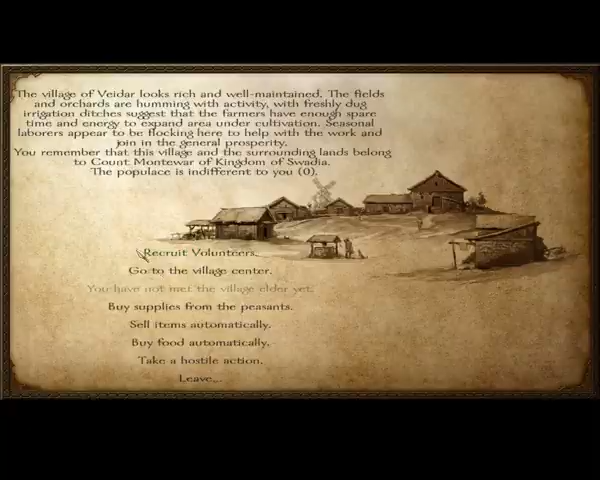 The village of Veidar looks rich and well-maintained. The fields
and orchards are humming with activity, with freshly dug
irrigation ditches suggest that the farmers have enough spare
time and energy to expand area under cultivation. Seasonal
laborers appear to be flocking here to help with the work and
join in the general prosperity.
You remember that this village and the surrounding lands belong
to Count Montewar of Kingdom of Swadia.
The populace is indifferent to you (0).
Recruit Volunteers.
Go to the village center.
You have not met the village elder yet.
Buy supplies from the peasants.
Sell items automatically.
Buy food automatically.
Take a hostile action.
Leave...